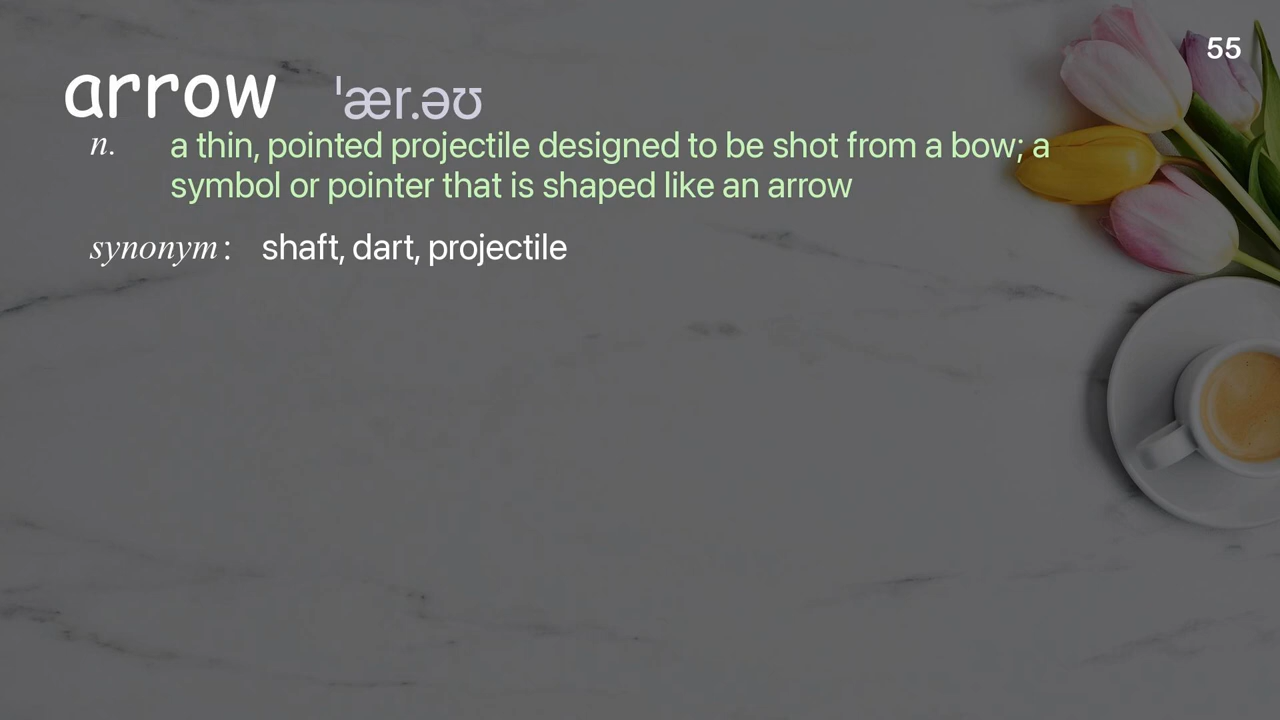 55
arrow ˈær.əʊ
n. a thin, pointed projectile designed to be shot from a bow; a
symbol or pointer that is shaped like an arrow
synonym: shaft, dart, projectile